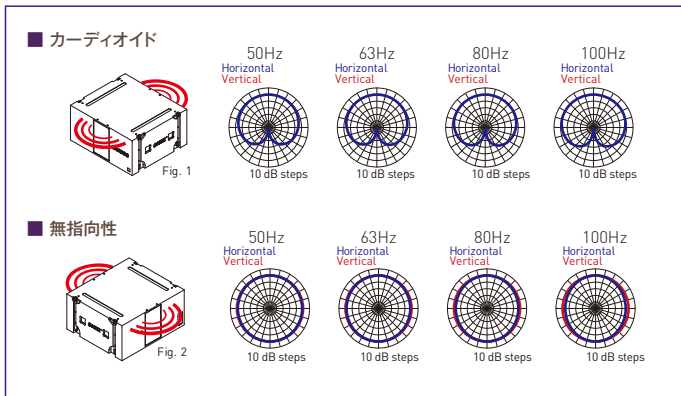 ■ カーディオイド
50Hz
Horizontal
Vertical
10 dB steps
63Hz
Horizontal
Vertical
10 dB steps
80Hz
Horizontal
Vertical
10 dB steps
100Hz
Horizontal
Vertical
10 dB steps
Fig. 1
■ 無指向性
50Hz
Horizontal
Vertical
10 dB steps
63Hz
Horizontal
Vertical
10 dB steps
80Hz
Horizontal
Vertical
10 dB steps
100Hz
Horizontal
Vertical
10 dB steps
Fig. 2